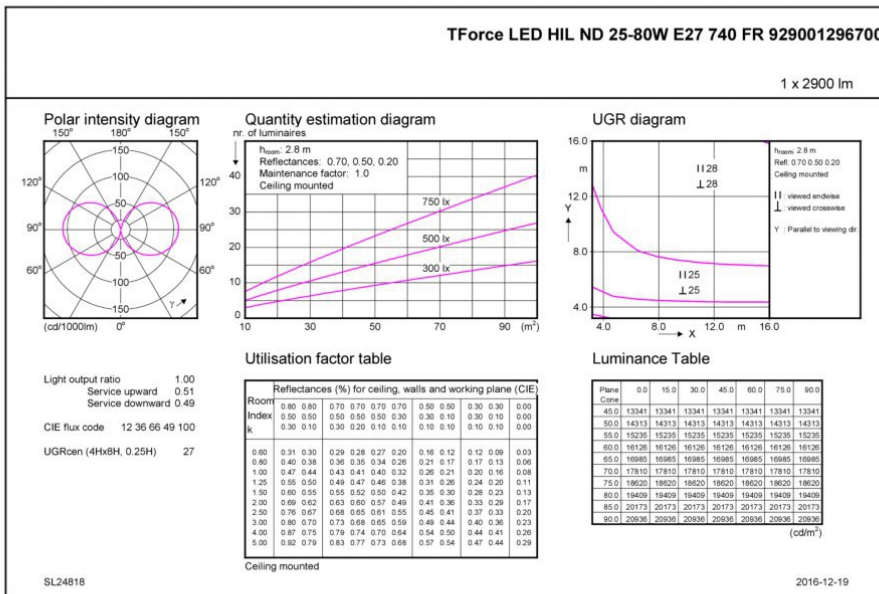 TForce LED HIL ND 25-80W E27 740 FR 929001296700
1 x 2900 lm
Polar intensity diagram
150° 180° 150°
120° 120°
90° 90°
60° 60°
150
100
50
50
100
150
γ
(cd/1000lm) 0°
Quantity estimation diagram
nr. of luminaires
hroom: 2.8 m
Reflectances: 0.70, 0.50, 0.20
Maintenance factor: 1.0
Ceiling mounted
40
30
20
10
0
750 lx
500 lx
300 lx
10 30 50 70 90 (m²)
UGR diagram
16.0
m
12.0
Y
8.0
4.0
II 28
⊥ 28
II 25
⊥ 25
4.0 8.0 12.0 m 16.0
X
hroom: 2.8 m
Refl: 0.70 0.50 0.20
Ceiling mounted
II : viewed endwise
⊥ : viewed crosswise
Y : Parallel to viewing dir.
Light output ratio 1.00
Service upward 0.51
Service downward 0.49
CIE flux code 12 36 66 49 100
UGRcen (4Hx8H, 0.25H) 27
Utilisation factor table
Room
Index
k
Reflectances (%) for ceiling, walls and working plane (CIE)
0.80 0.80 0.70 0.70 0.70 0.70 0.50 0.50 0.30 0.30 0.00
0.50 0.50 0.50 0.50 0.50 0.30 0.30 0.10 0.30 0.10 0.00
0.30 0.10 0.30 0.20 0.10 0.10 0.10 0.10 0.10 0.10 0.00
0.60 0.31 0.30 0.29 0.28 0.27 0.20 0.16 0.12 0.12 0.09 0.03
0.80 0.40 0.38 0.36 0.35 0.34 0.26 0.21 0.17 0.17 0.13 0.06
1.00 0.47 0.44 0.43 0.41 0.40 0.32 0.26 0.21 0.20 0.16 0.08
1.25 0.55 0.50 0.49 0.47 0.46 0.38 0.31 0.26 0.24 0.20 0.11
1.50 0.60 0.55 0.55 0.52 0.50 0.42 0.35 0.30 0.28 0.23 0.13
2.00 0.69 0.62 0.63 0.60 0.57 0.49 0.41 0.36 0.33 0.29 0.17
2.50 0.76 0.67 0.68 0.65 0.61 0.55 0.45 0.41 0.37 0.33 0.20
3.00 0.80 0.70 0.73 0.68 0.65 0.59 0.49 0.44 0.40 0.36 0.23
4.00 0.87 0.75 0.79 0.74 0.70 0.64 0.54 0.50 0.44 0.41 0.26
5.00 0.92 0.79 0.83 0.77 0.73 0.68 0.57 0.54 0.47 0.44 0.29
Ceiling mounted
Luminance Table
Plane
Cone
0.0 15.0 30.0 45.0 60.0 75.0 90.0
45.0 13341 13341 13341 13341 13341 13341 13341
50.0 14313 14313 14313 14313 14313 14313 14313
55.0 15235 15235 15235 15235 15235 15235 15235
60.0 16126 16126 16126 16126 16126 16126 16126
65.0 16985 16985 16985 16985 16985 16985 16985
70.0 17810 17810 17810 17810 17810 17810 17810
75.0 18620 18620 18620 18620 18620 18620 18620
80.0 19409 19409 19409 19409 19409 19409 19409
85.0 20173 20173 20173 20173 20173 20173 20173
90.0 20936 20936 20936 20936 20936 20936 20936
(cd/m²)
SL24818
2016-12-19